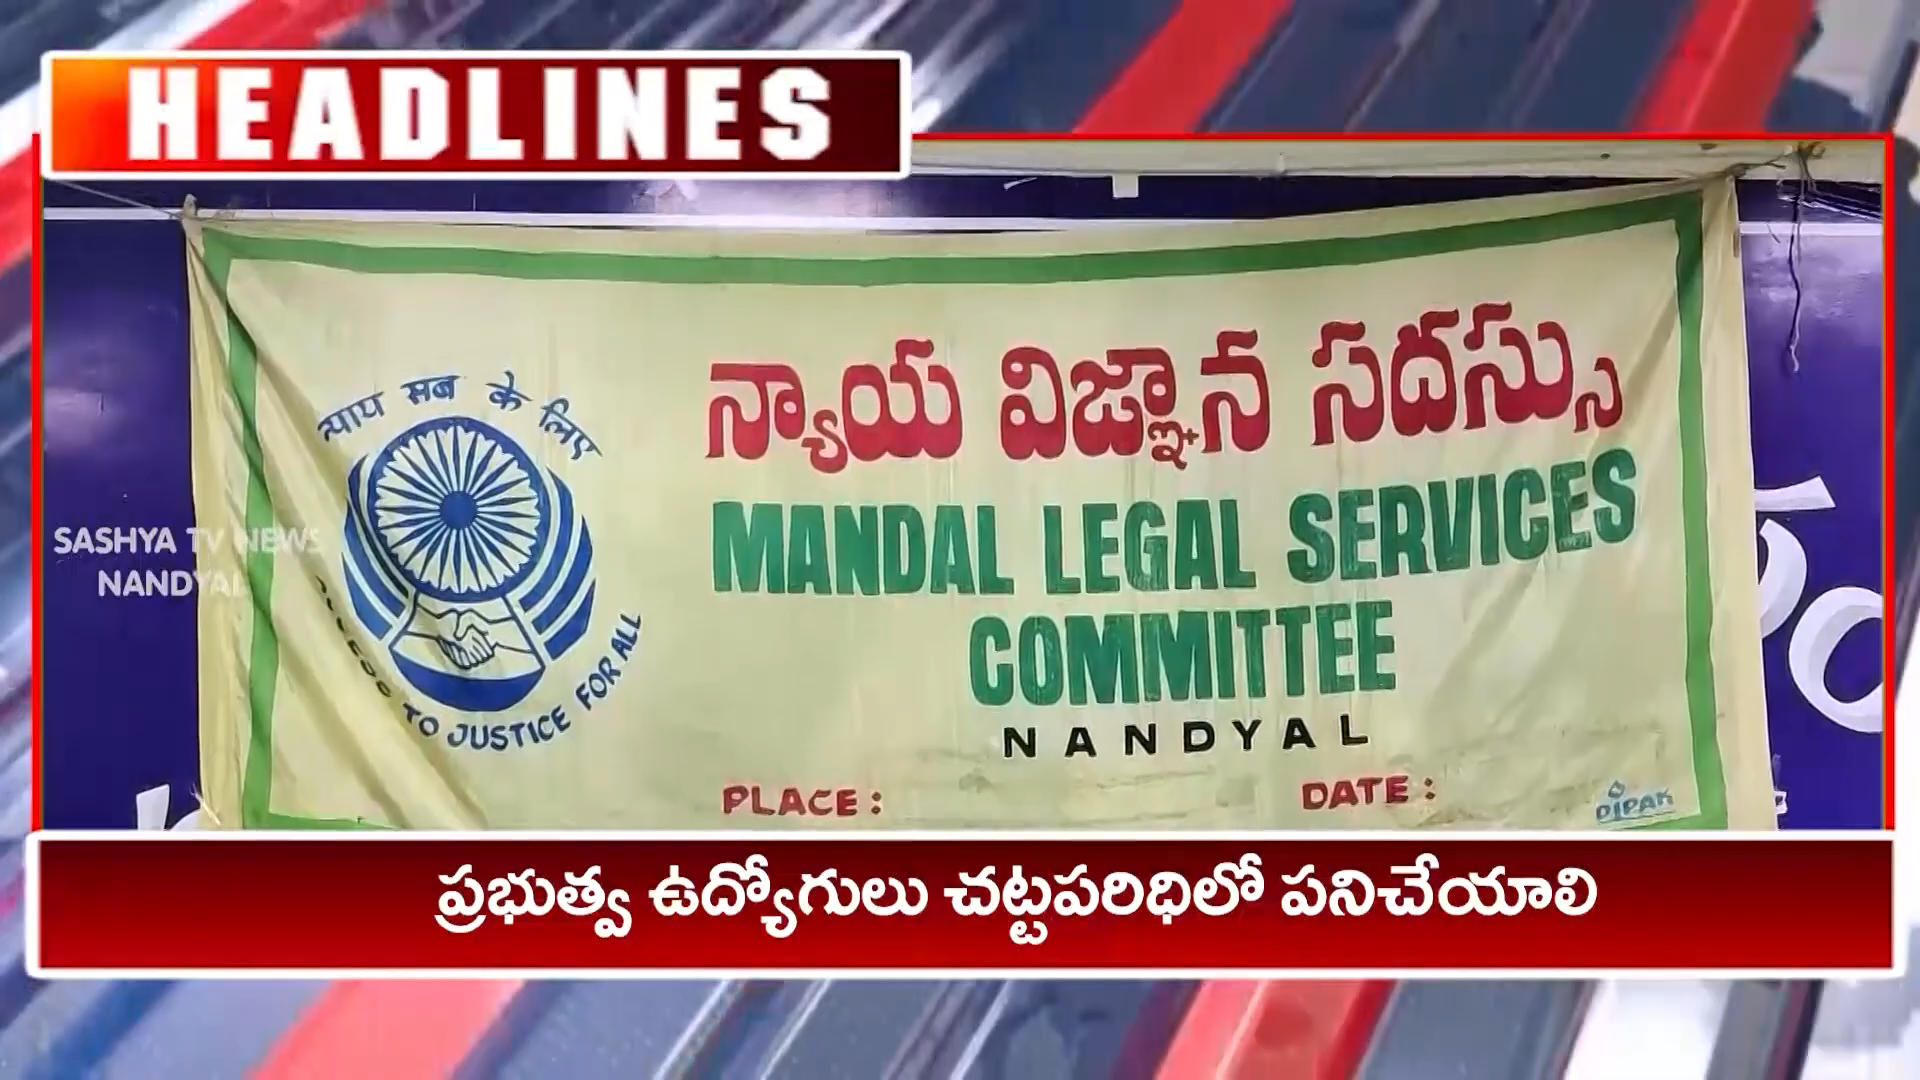 HEADLINES
न्याय सब के लिए
TO JUSTICE FOR ALL
న్యాయ విజ్ఞాన సదస్సు
MANDAL LEGAL SERVICES
COMMITTEE
NANDYAL
PLACE :
DATE :
DIPAK
SASHYA TV NEWS
NANDYAL
ప్రభుత్వ ఉద్యోగులు చట్టపరిధిలో పనిచేయాలి